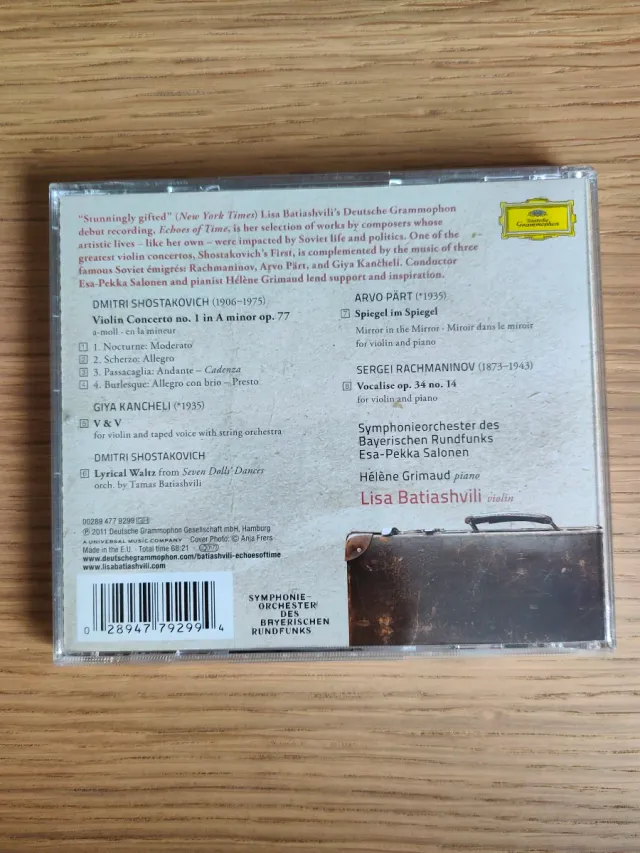 "Stunningly gifted" (New York Times) Lisa Batiashvili's Deutsche Grammophon
debut recording, Echoes of Time, is her selection of works by composers whose
artistic lives – like her own – were impacted by Soviet life and politics. One of the
greatest violin concertos, Shostakovich's First, is complemented by the music of three
famous Soviet émigrés: Rachmaninov, Arvo Pärt, and Giya Kancheli. Conductor
Esa-Pekka Salonen and pianist Hélène Grimaud lend support and inspiration.
Deutsche
Grammophon
DMITRI SHOSTAKOVICH (1906–1975)
Violin Concerto no. 1 in A minor op. 77
a-moll · en la mineur
1 1. Nocturne: Moderato
2 2. Scherzo: Allegro
3 3. Passacaglia: Andante – Cadenza
4 4. Burlesque: Allegro con brio – Presto
GIYA KANCHELI (*1935)
5 V & V
for violin and taped voice with string orchestra
DMITRI SHOSTAKOVICH
6 Lyrical Waltz from Seven Dolls' Dances
orch. by Tamas Batiashvili
ARVO PÄRT (*1935)
7 Spiegel im Spiegel
Mirror in the Mirror · Miroir dans le miroir
for violin and piano
SERGEI RACHMANINOV (1873–1943)
8 Vocalise op. 34 no. 14
for violin and piano
Symphonieorchester des
Bayerischen Rundfunks
Esa-Pekka Salonen
Hélène Grimaud piano
Lisa Batiashvili violin
00289 477 9299
℗ 2011 Deutsche Grammophon Gesellschaft mbH, Hamburg
A UNIVERSAL MUSIC COMPANY Cover Photo: © Anja Frers
Made in the E.U. · Total time 68:21
www.deutschegrammophon.com/batiashvili-echoesoftime
www.lisabatiashvili.com
0 28947 79299 4
SYMPHONIE-
ORCHESTER
DES
BAYERISCHEN
RUNDFUNKS